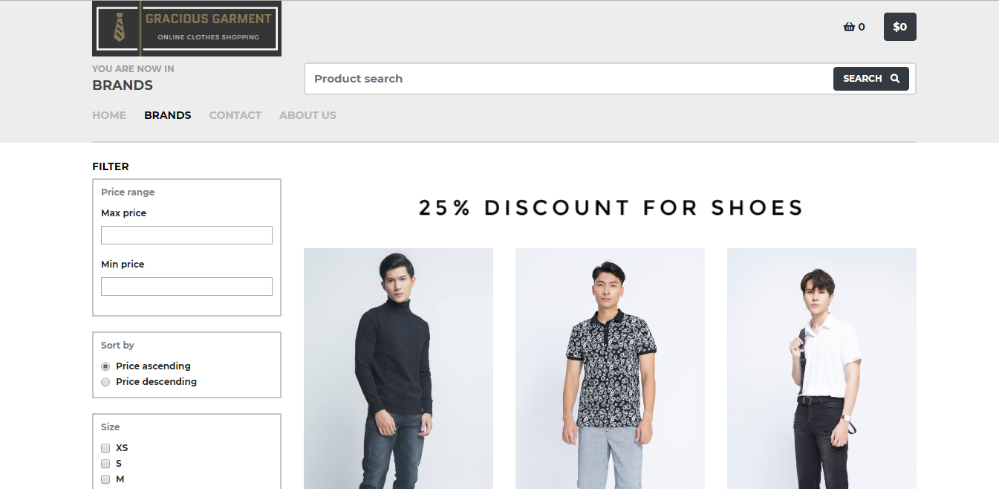 GRACIOUS GARMENT
ONLINE CLOTHES SHOPPING
0
$0
YOU ARE NOW IN
BRANDS
Product search
SEARCH
HOME BRANDS CONTACT ABOUT US
FILTER
Price range
Max price
Min price
Sort by
Price ascending
Price descending
Size
XS
S
M
25% DISCOUNT FOR SHOES